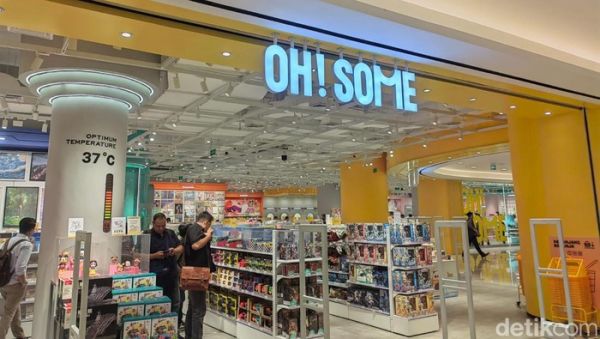 OH! SOME
OPTIMUM
TEMPERATURE
37°C
detikcom